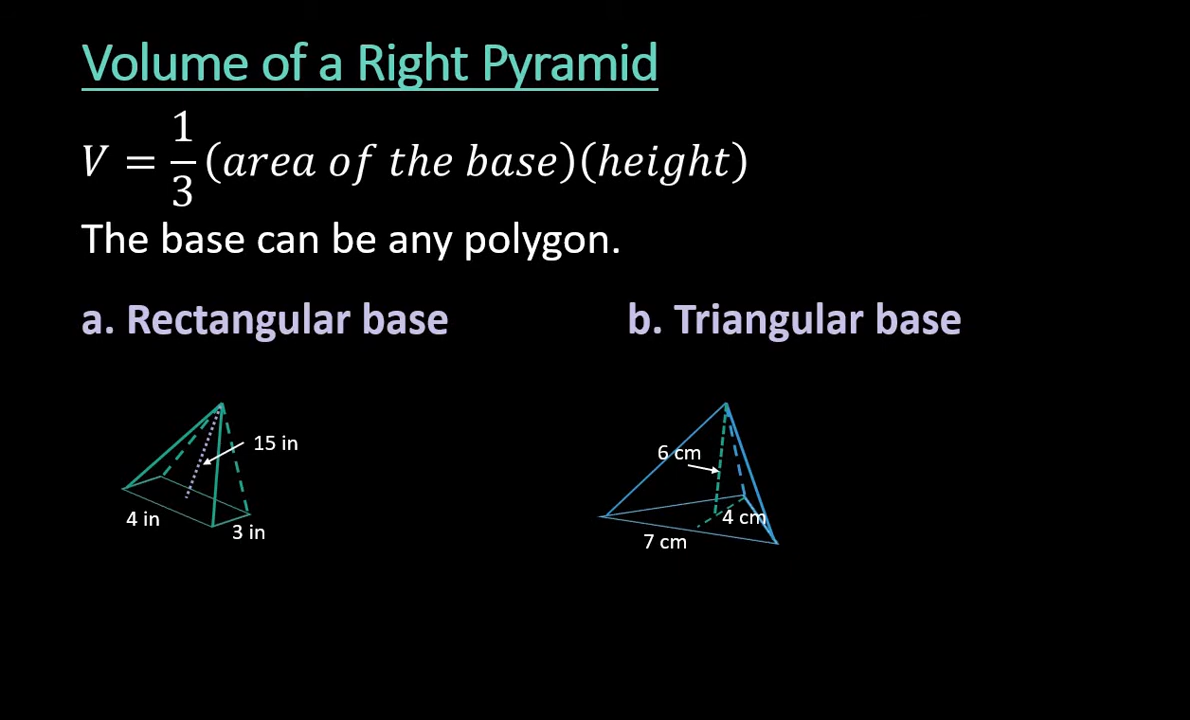 Volume of a Right Pyramid
V = 1/3 (area of the base)(height)
The base can be any polygon.
a. Rectangular base
b. Triangular base
15 in
4 in
3 in
6 cm
4 cm
7 cm